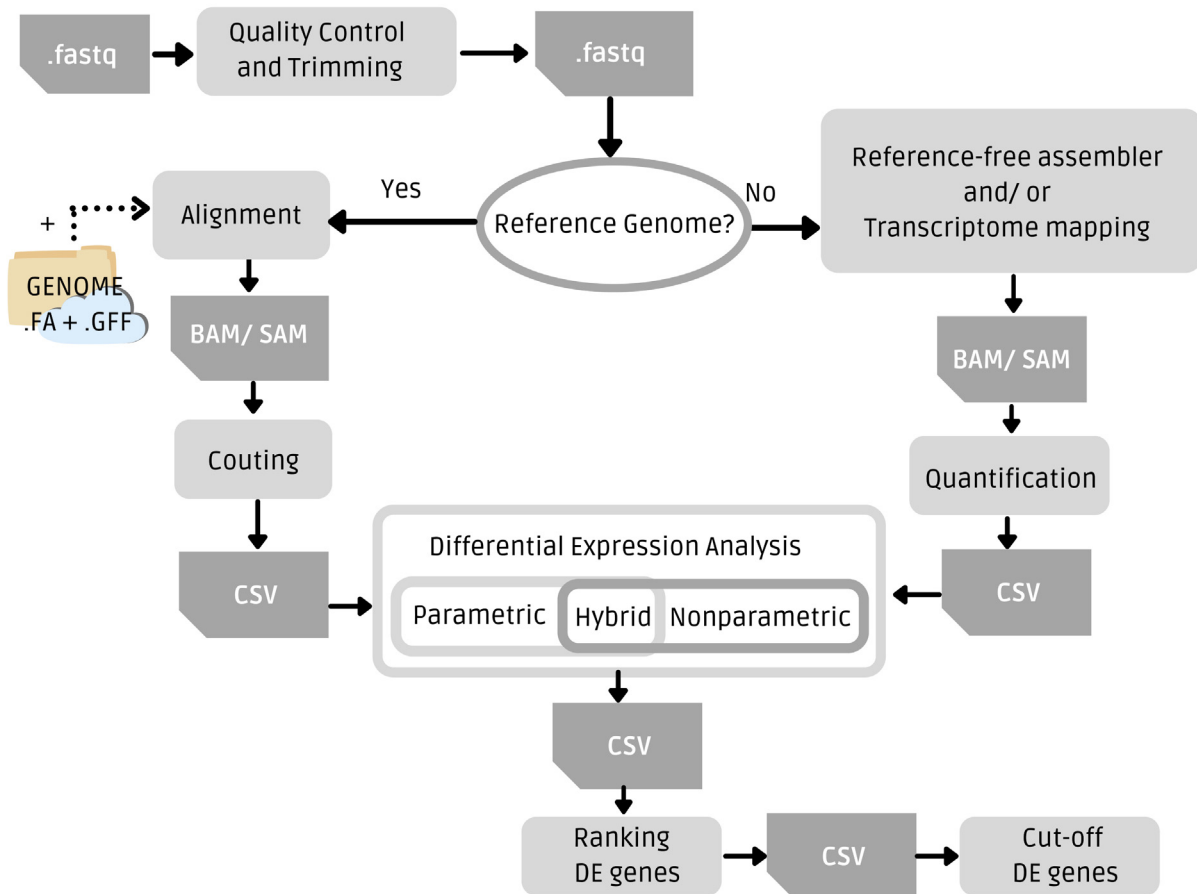 .fastq
Quality Control
and Trimming
.fastq
Reference-free assembler
and/ or
Transcriptome mapping
Yes
No
Reference Genome?
Alignment
+
GENOME
.FA + .GFF
BAM/ SAM
BAM/ SAM
Couting
Quantification
Differential Expression Analysis
Parametric
Hybrid
Nonparametric
CSV
CSV
CSV
Ranking
DE genes
CSV
Cut-off
DE genes